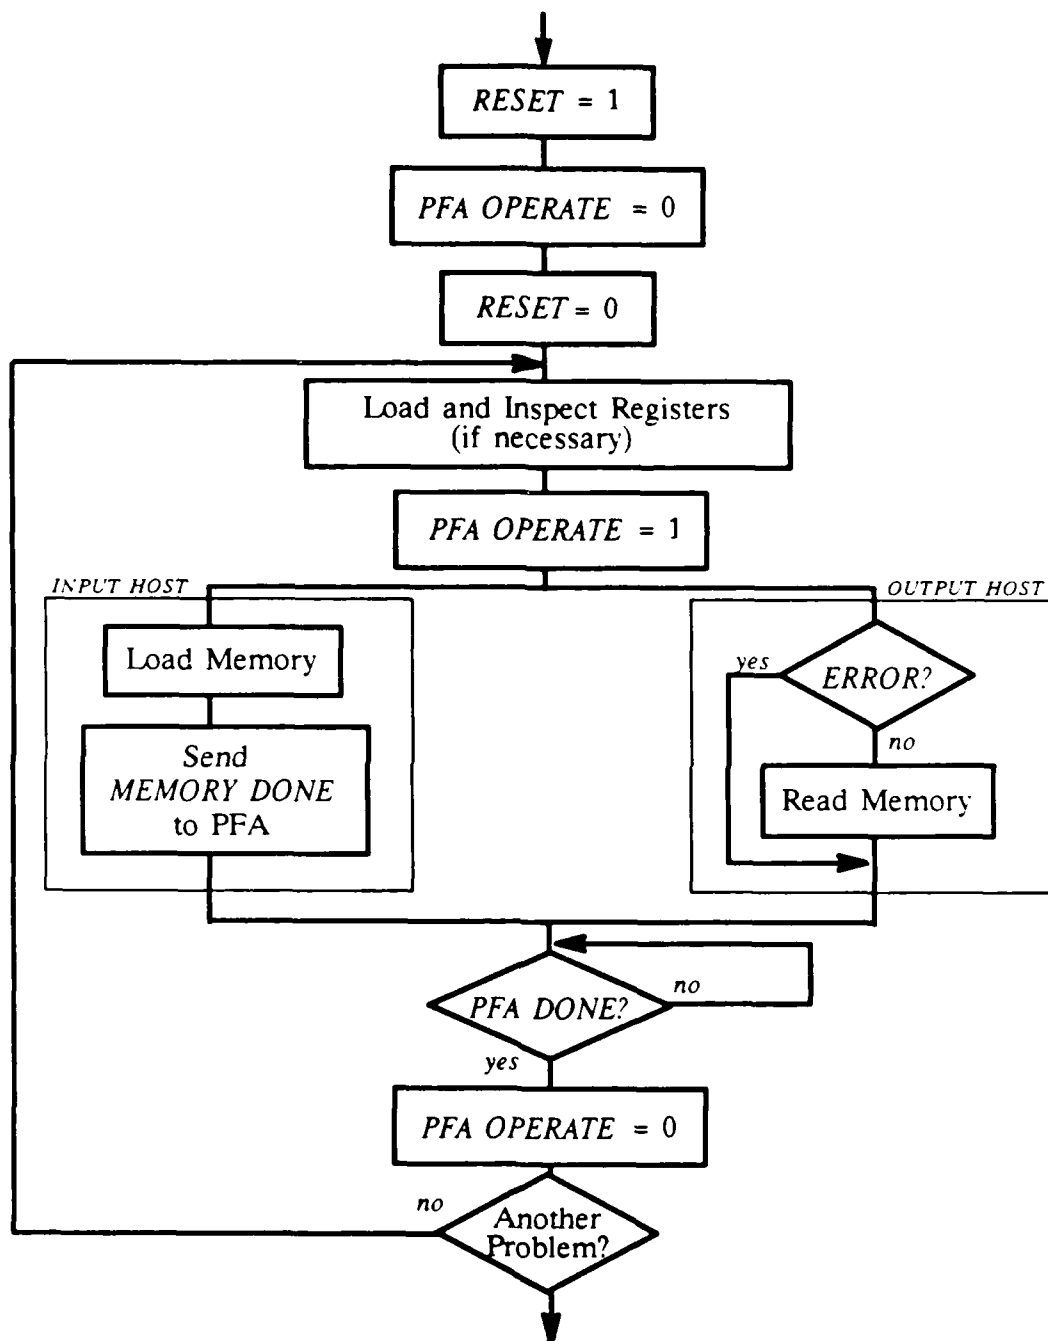 RESET = 1
PFA OPERATE = 0
RESET = 0
Load and Inspect Registers
(if necessary)
PFA OPERATE = 1
INPUT HOST
Load Memory
Send
MEMORY DONE
to PFA
OUTPUT HOST
yes
ERROR?
no
Read Memory
PFA DONE?
no
yes
PFA OPERATE = 0
no
Another
Problem?